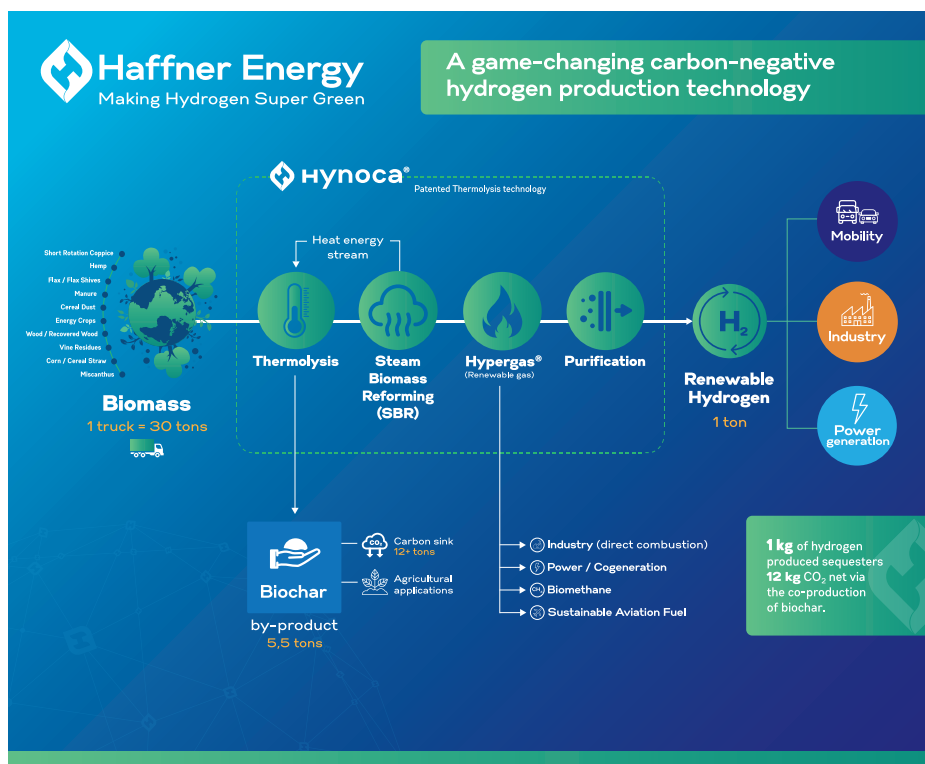 Haffner Energy
Making Hydrogen Super Green
A game-changing carbon-negative
hydrogen production technology
HYNOCA®
Patented Thermolysis technology
Heat energy
stream
Short Rotation Coppice
Hemp
Flax / Flax Shives
Manure
Cereal Dust
Energy Crops
Wood / Recovered Wood
Vine Residues
Corn / Cereal Straw
Miscanthus
Biomass
1 truck = 30 tons
Thermolysis
Steam
Biomass
Reforming
(SBR)
Hypergas®
(Renewable gas)
Purification
H2
Renewable
Hydrogen
1 ton
Mobility
Industry
Power
generation
Biochar
by-product
5,5 tons
CO2
Carbon sink
12+ tons
Agricultural
applications
Industry (direct combustion)
Power / Cogeneration
CH4
Biomethane
Sustainable Aviation Fuel
1 kg of hydrogen
produced sequesters
12 kg CO2 net via
the co-production
of biochar.